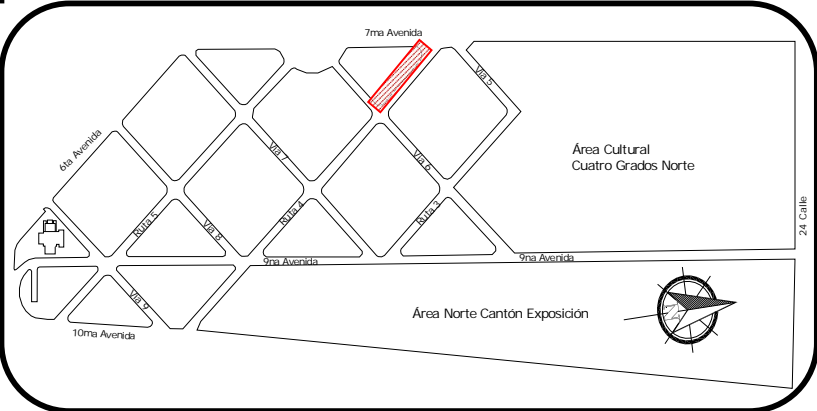 7ma Avenida
Vía 5
6ta Avenida
Vía 7
Vía 6
Área Cultural
Cuatro Grados Norte
24 Calle
Ruta 5
Vía 8
Ruta 4
Ruta 3
9na Avenida
9na Avenida
Vía 9
Área Norte Cantón Exposición
10ma Avenida